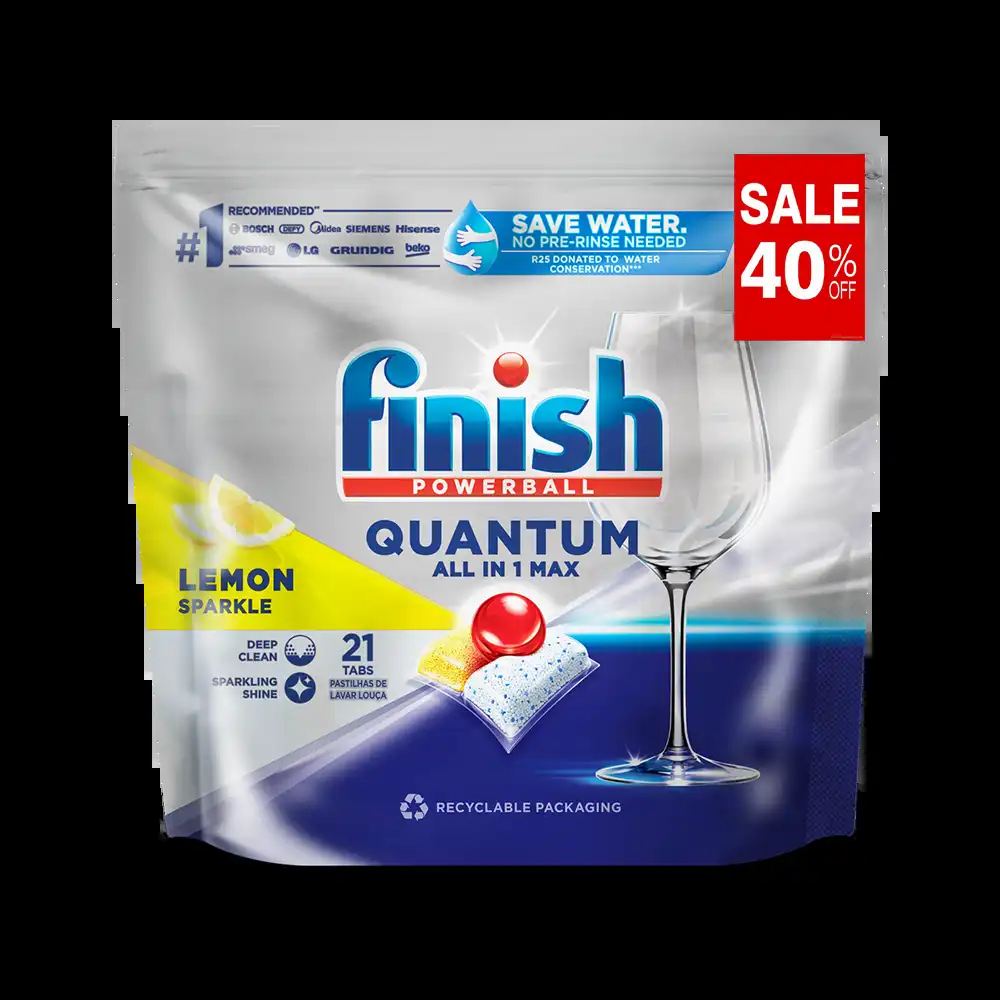 #1 RECOMMENDED**
BOSCH DEFY Midea SIEMENS Hisense
smeg LG GRUNDIG beko
SAVE WATER.
NO PRE-RINSE NEEDED
R25 DONATED TO WATER
CONSERVATION***
SALE
40%
OFF
finish
POWERBALL
QUANTUM
ALL IN 1 MAX
LEMON
SPARKLE
DEEP
CLEAN
SPARKLING
SHINE
21
TABS
PASTILHAS DE
LAVAR LOUÇA
RECYCLABLE PACKAGING